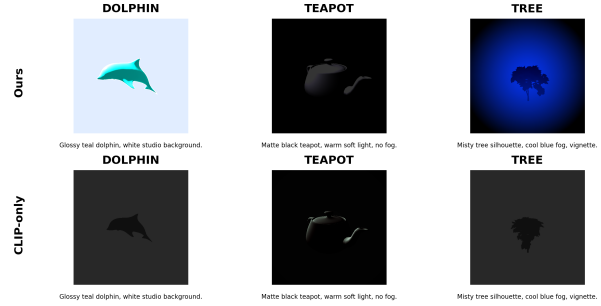 DOLPHIN TEAPOT TREE
Ours
Glossy teal dolphin, white studio background. Matte black teapot, warm soft light, no fog. Misty tree silhouette, cool blue fog, vignette.
DOLPHIN TEAPOT TREE
CLIP-only
Glossy teal dolphin, white studio background. Matte black teapot, warm soft light, no fog. Misty tree silhouette, cool blue fog, vignette.